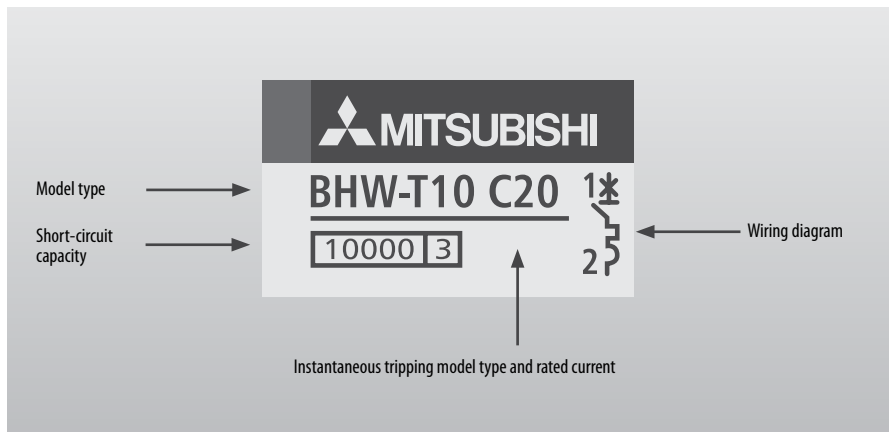 MITSUBISHI
Model type
BHW-T10 C20
1
Short-circuit
capacity
10000 3
2
Wiring diagram
Instantaneous tripping model type and rated current